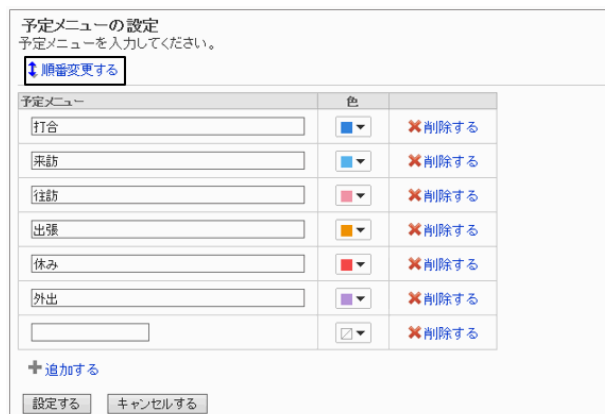 予定メニューの設定
予定メニューを入力してください。
順番変更する
予定メニュー 色
打合 削除する
来訪 削除する
往訪 削除する
出張 削除する
休み 削除する
外出 削除する
削除する
追加する
設定する キャンセルする